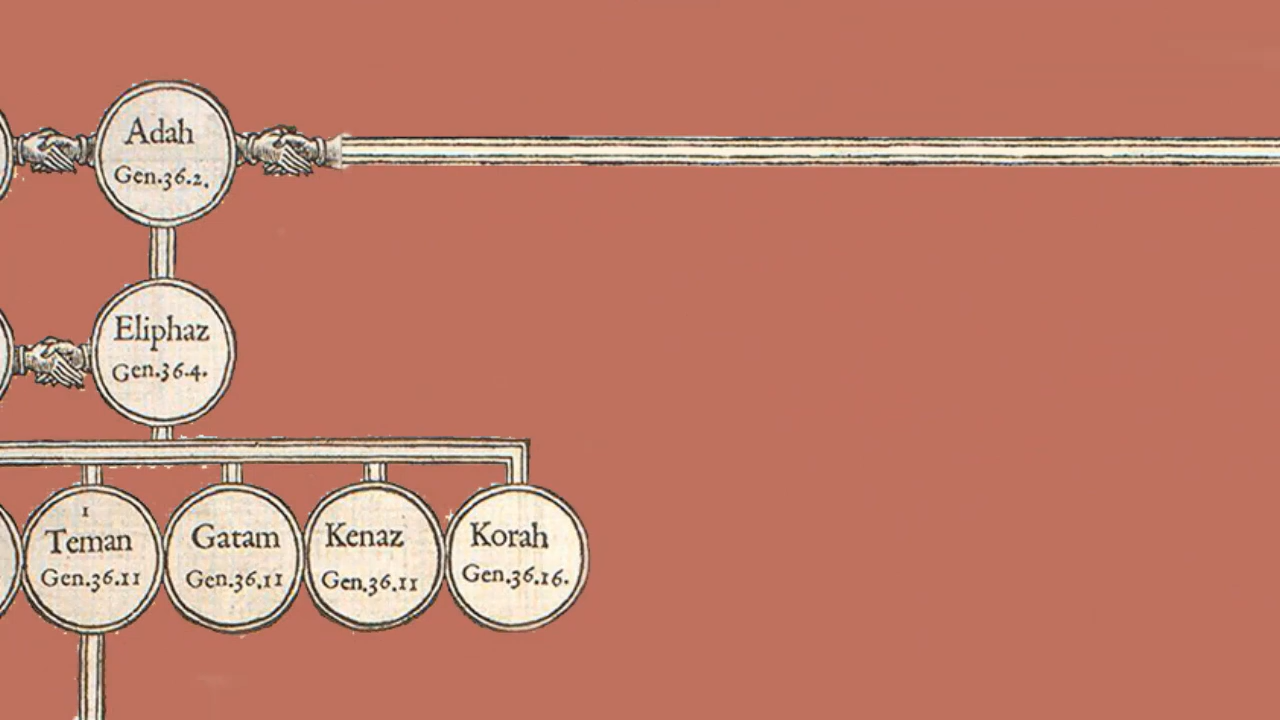 Adah
Gen.36.2.
Eliphaz
Gen.36.4.
1
Teman
Gen.36.11
Gatam
Gen.36.11
Kenaz
Gen.36.11
Korah
Gen.36.16.